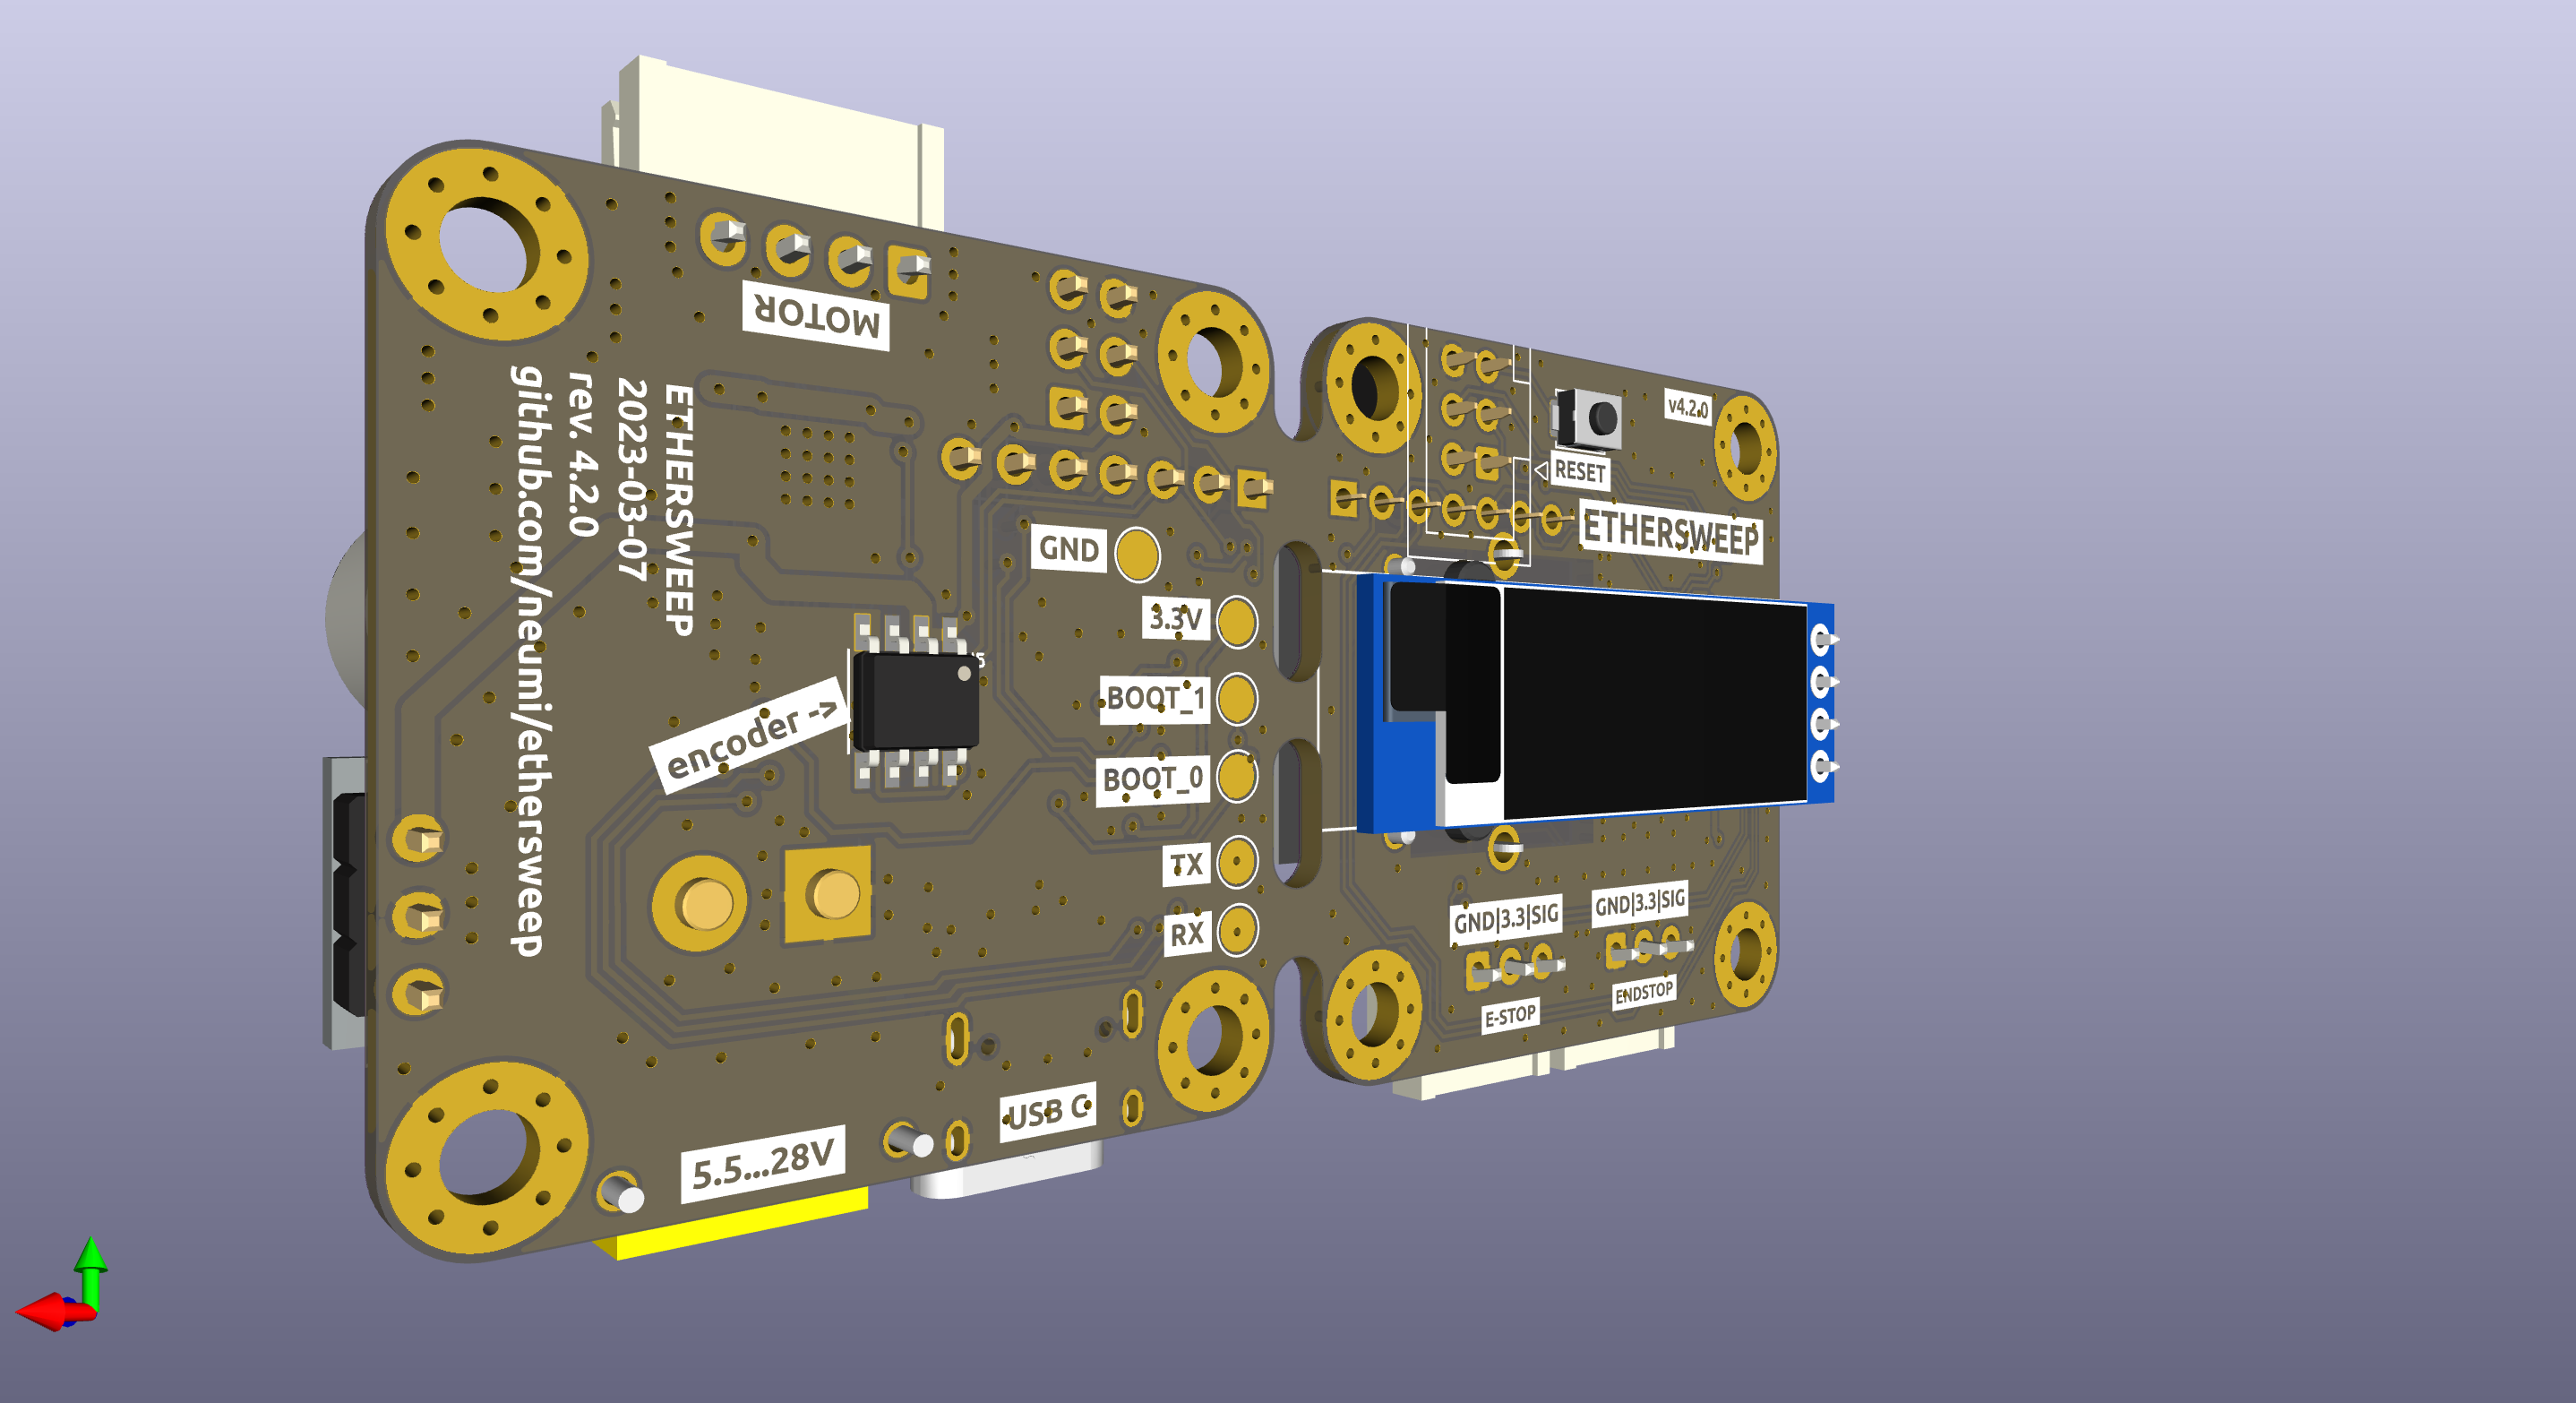 MOTOR
ETHERSWEEP
2023-03-07
rev. 4.2.0
github.com/neumi/ethersweep
GND
3.3V
BOOT_1
encoder ->
BOOT_0
TX
RX
USB C
5.5...28V
v4.2.0
RESET
ETHERSWEEP
GND|3.3|SIG
GND|3.3|SIG
E-STOP
ENDSTOP